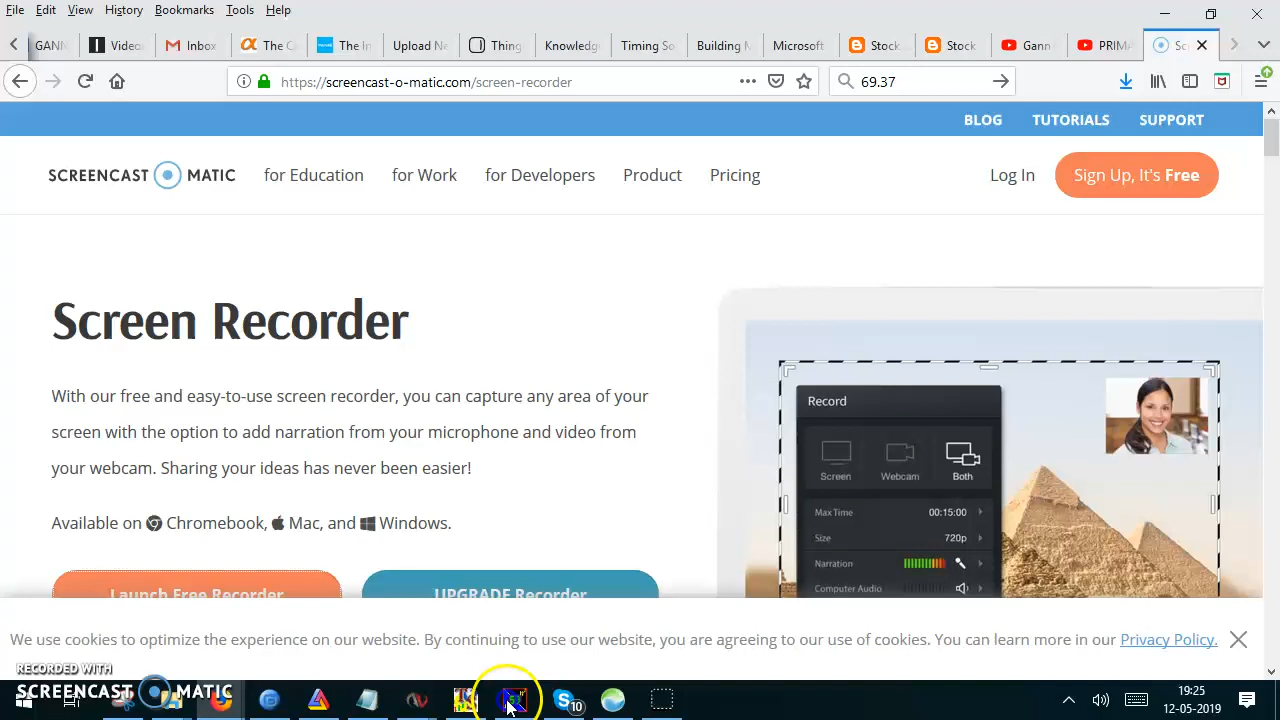 File Edit View History Bookmarks Tools Help
GANN Video Inbox The C The In Upload Ne Thing Knowledg Timing So Building M Microsoft Stock Stock Gann PRIMA Sc
https://screencast-o-matic.com/screen-recorder 69.37
BLOG TUTORIALS SUPPORT
SCREENCAST MATIC for Education for Work for Developers Product Pricing Log In Sign Up, It's Free
Screen Recorder
With our free and easy-to-use screen recorder, you can capture any area of your
screen with the option to add narration from your microphone and video from
your webcam. Sharing your ideas has never been easier!
Available on Chromebook, Mac, and Windows.
Launch Free Recorder UPGRADE Recorder
Record
Screen Webcam Both
Max Time 00:15:00
Size 720p
Narration
Computer Audio
We use cookies to optimize the experience on our website. By continuing to use our website, you are agreeing to our use of cookies. You can learn more in our Privacy Policy.
RECORDED WITH
SCREENCAST MATIC
10
19:25
12-05-2019